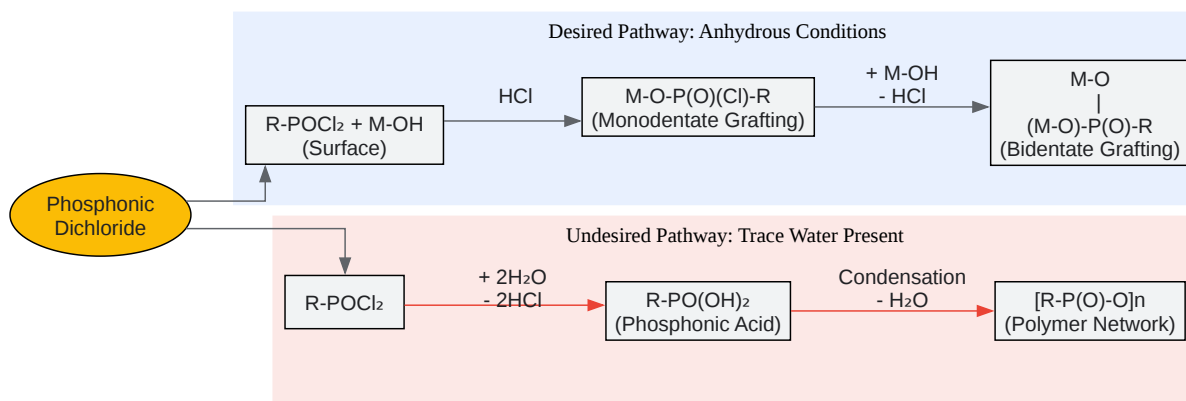 Desired Pathway: Anhydrous Conditions
Phosphonic
Dichloride
R-POCl₂ + M-OH
(Surface)
HCl
M-O-P(O)(Cl)-R
(Monodentate Grafting)
+ M-OH
- HCl
M-O
|
(M-O)-P(O)-R
(Bidentate Grafting)
Undesired Pathway: Trace Water Present
R-POCl₂
+ 2H₂O
- 2HCl
R-PO(OH)₂
(Phosphonic Acid)
Condensation
- H₂O
[R-P(O)-O]n
(Polymer Network)